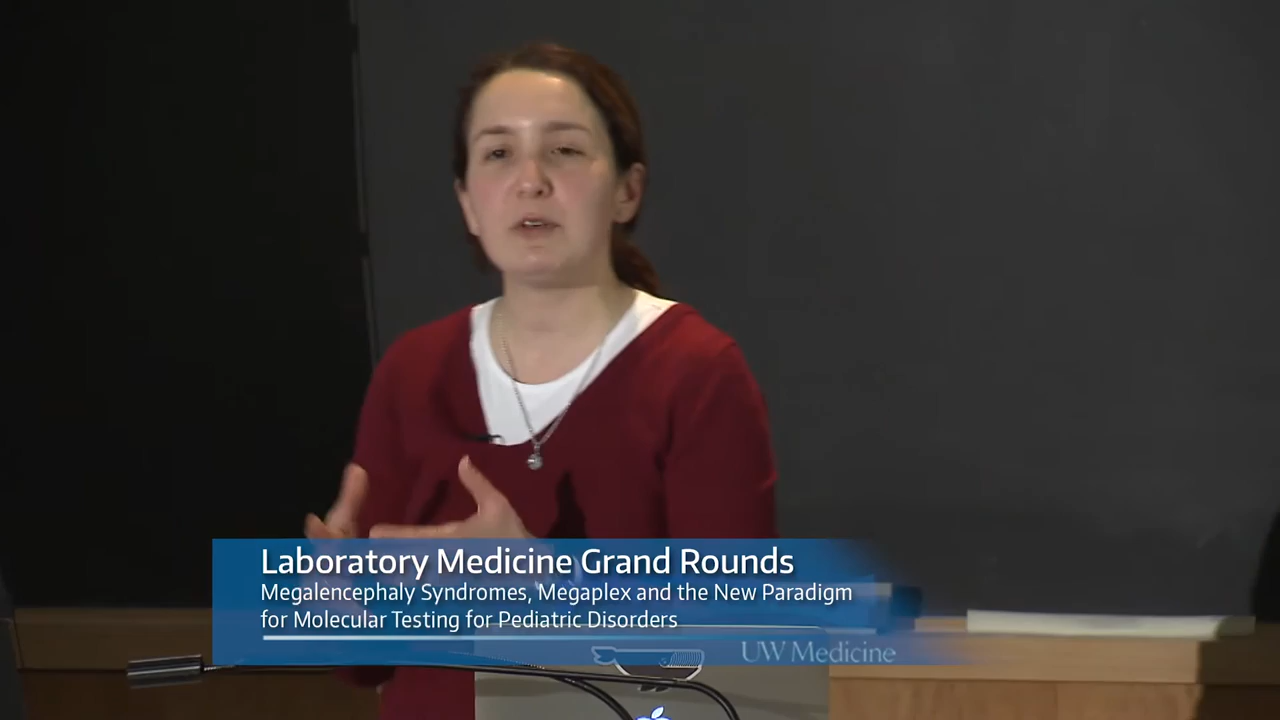 Laboratory Medicine Grand Rounds
Megalencephaly Syndromes, Megaplex and the New Paradigm
for Molecular Testing for Pediatric Disorders
UW Medicine